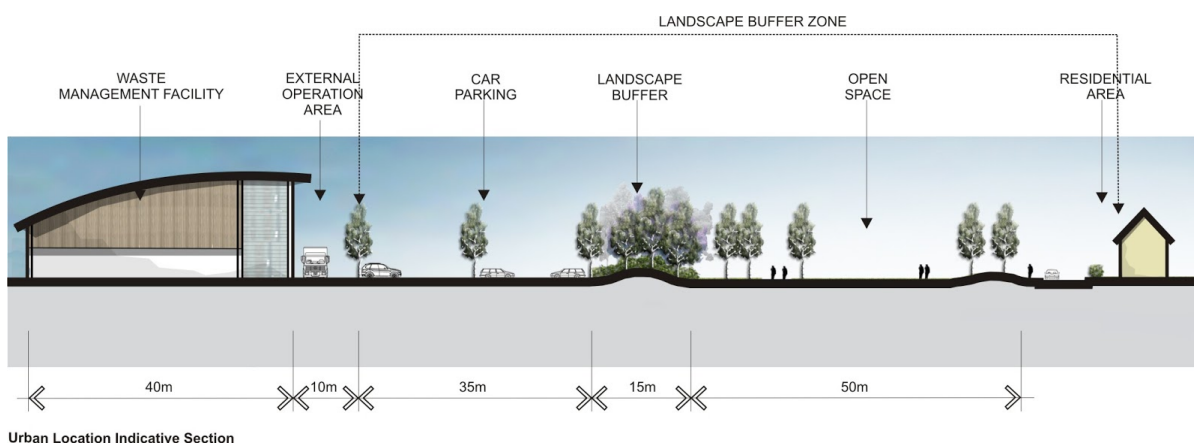 LANDSCAPE BUFFER ZONE
WASTE
MANAGEMENT FACILITY
EXTERNAL
OPERATION
AREA
CAR
PARKING
LANDSCAPE
BUFFER
OPEN
SPACE
RESIDENTIAL
AREA
40m
10m
35m
15m
50m
Urban Location Indicative Section